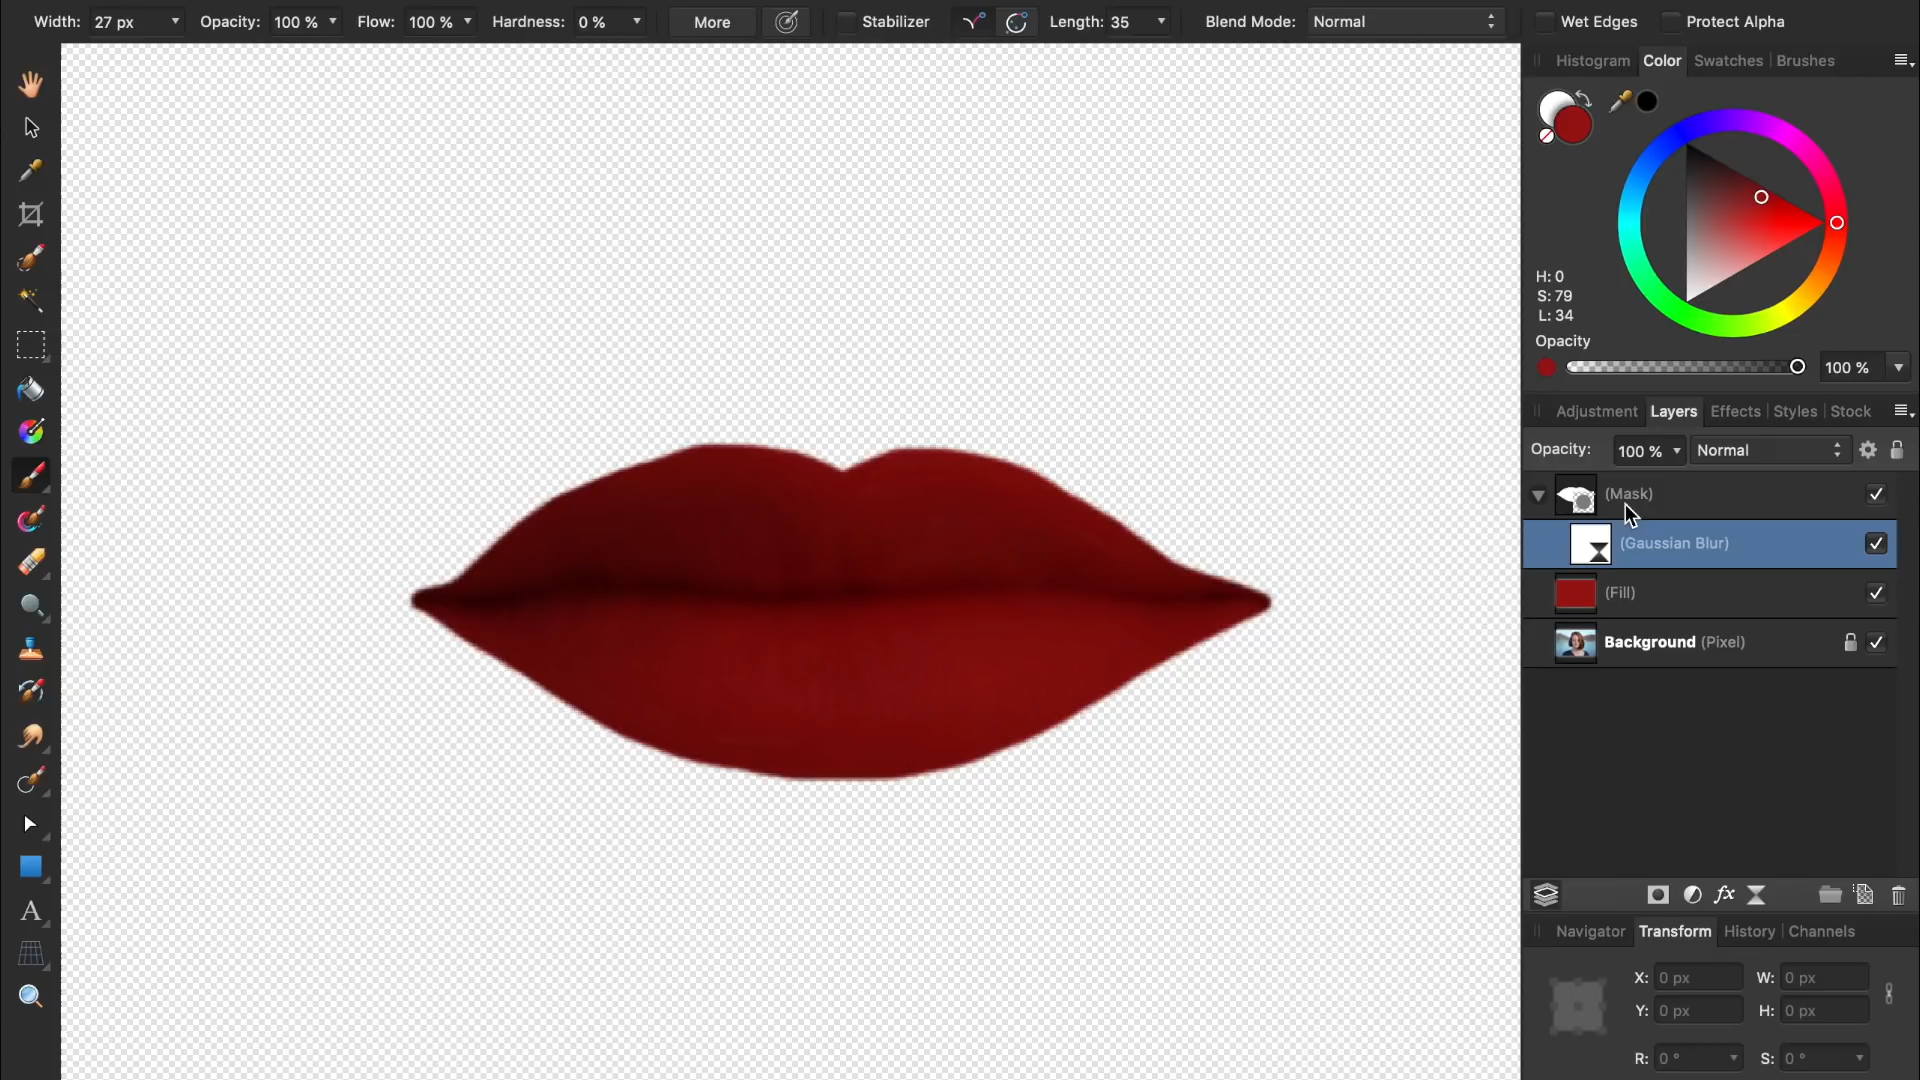 Width: 27 px Opacity: 100 % Flow: 100 % Hardness: 0 % More Stabilizer Length: 35 Blend Mode: Normal Wet Edges Protect Alpha
Histogram Color Swatches Brushes
H: 0
S: 79
L: 34
Opacity
100 %
Adjustment Layers Effects Styles Stock
Opacity: 100 % Normal
(Mask)
(Gaussian Blur)
(Fill)
Background (Pixel)
fx
Navigator Transform History Channels
X: 0 px W: 0 px
Y: 0 px H: 0 px
R: 0 ° S: 0 °